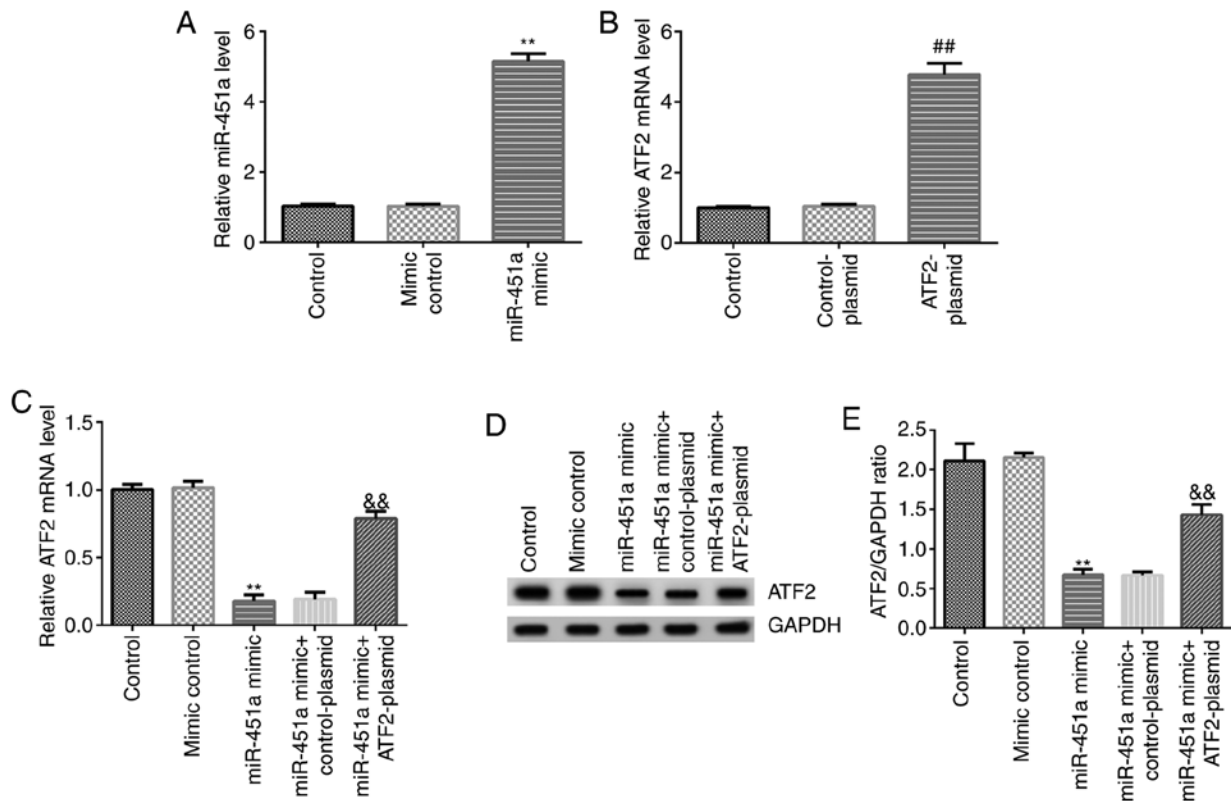 A
Relative miR-451a level
6
4
2
0
**
Control
Mimic
control
miR-451a
mimic
B
Relative ATF2 mRNA level
6
4
2
0
##
Control
Control-
plasmid
ATF2-
plasmid
C
Relative ATF2 mRNA level
1.5
1.0
0.5
0.0
**
&&
Control
Mimic control
miR-451a mimic
miR-451a mimic+
control-plasmid
miR-451a mimic+
ATF2-plasmid
D
Control
Mimic control
miR-451a mimic
miR-451a mimic+
control-plasmid
miR-451a mimic+
ATF2-plasmid
ATF2
GAPDH
E
ATF2/GAPDH ratio
2.5
2.0
1.5
1.0
0.5
0.0
**
&&
Control
Mimic control
miR-451a mimic
miR-451a mimic+
control-plasmid
miR-451a mimic+
ATF2-plasmid